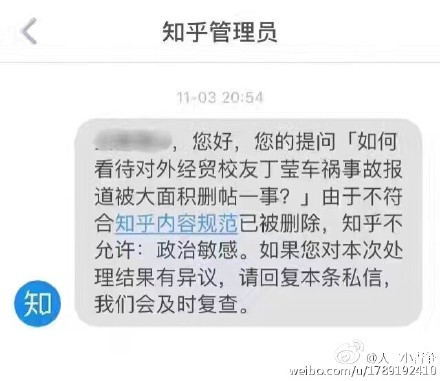 知乎管理员
11-03 20:54
，您好，您的提问「如何
看待对外经贸校友丁莹车祸事故报
道被大面积删帖一事？」由于不符
合知乎内容规范已被删除，知乎不
允许：政治敏感。如果您对本次处
理结果有异议，请回复本条私信，
我们会及时复查。
知
weibo.com/u/1789192410